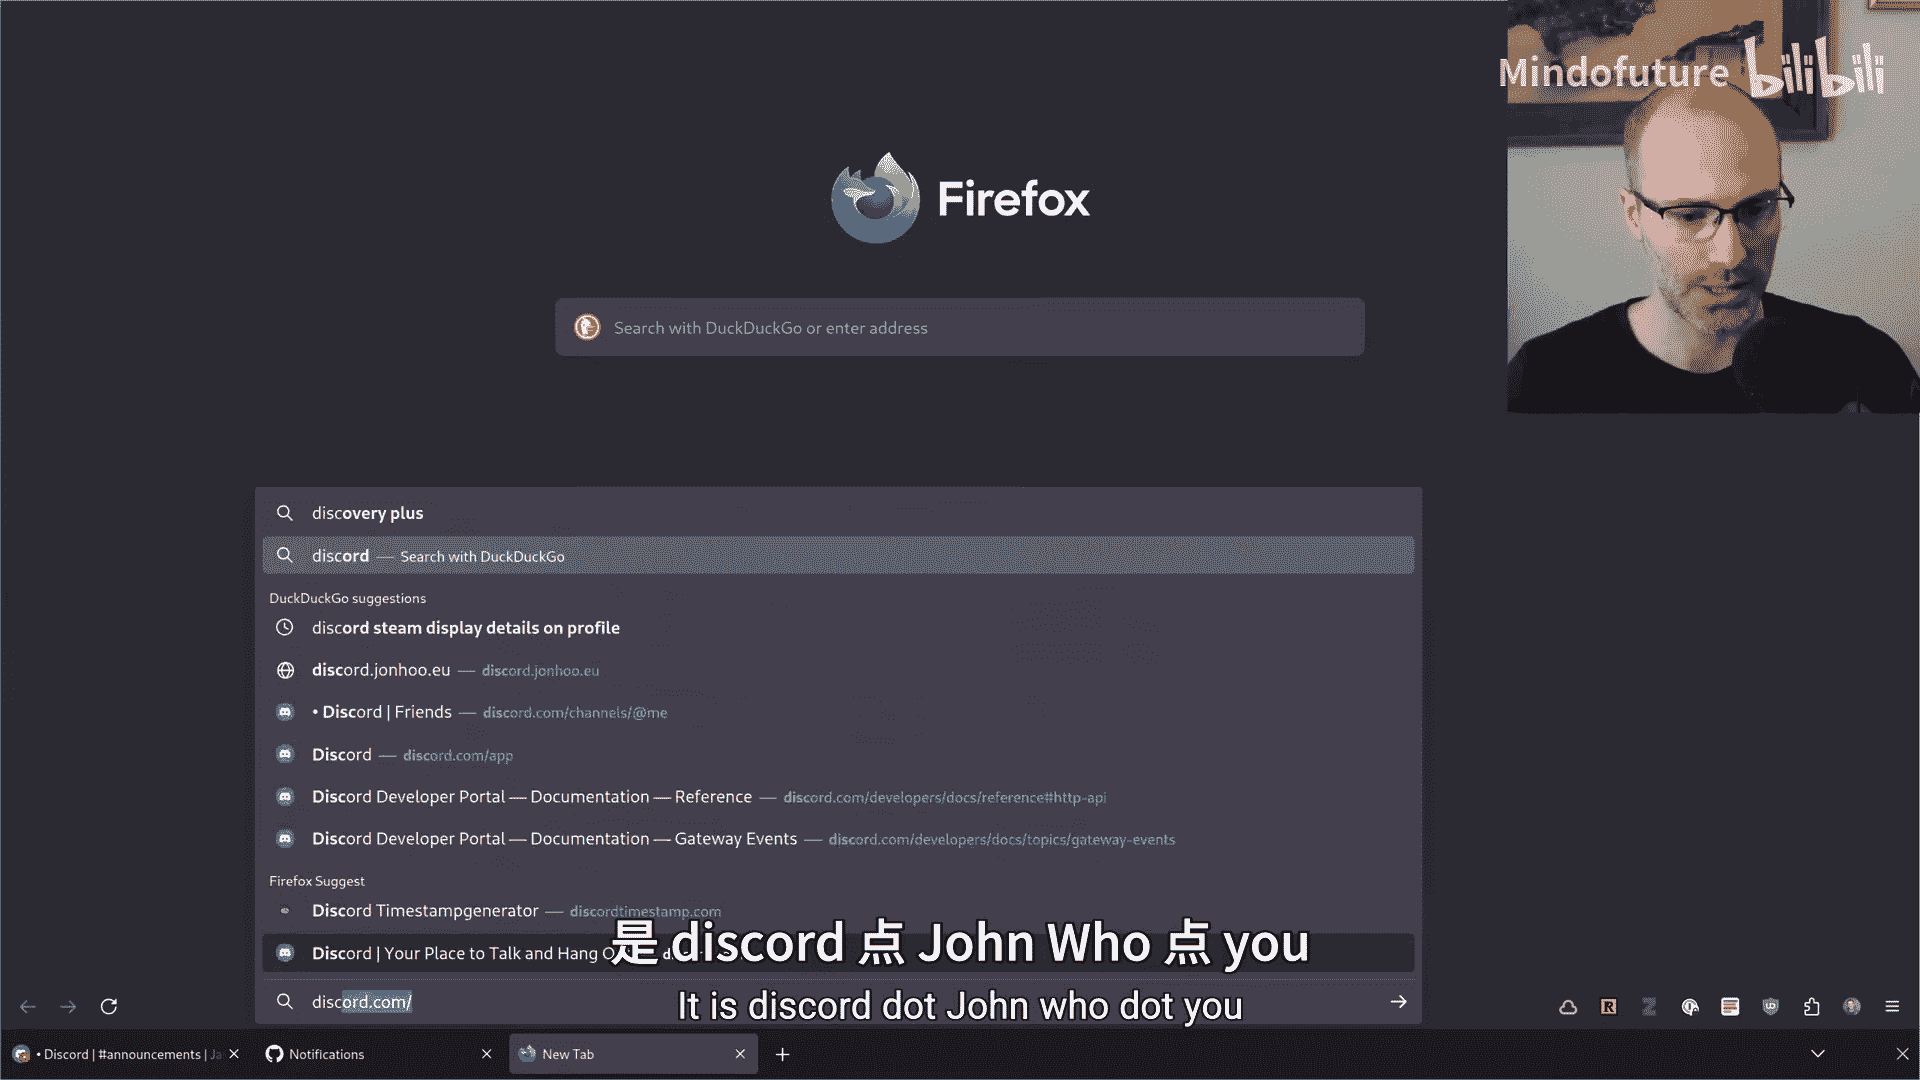 Mindofuture bilibili
Firefox
Search with DuckDuckGo or enter address
discovery plus
discord — Search with DuckDuckGo
DuckDuckGo suggestions
discord steam display details on profile
discord.jonhoo.eu — discord.jonhoo.eu
• Discord | Friends — discord.com/channels/@me
Discord — discord.com/app
Discord Developer Portal — Documentation — Reference — discord.com/developers/docs/reference#http-api
Discord Developer Portal — Documentation — Gateway Events — discord.com/developers/docs/topics/gateway-events
Firefox Suggest
Discord Timestampgenerator — discordtimestamp.com
Discord | Your Place to Talk and Hang
是 discord 点 John Who 点 you
discord.com/
It is discord dot John who dot you
• Discord | #announcements | Ja
Notifications
New Tab